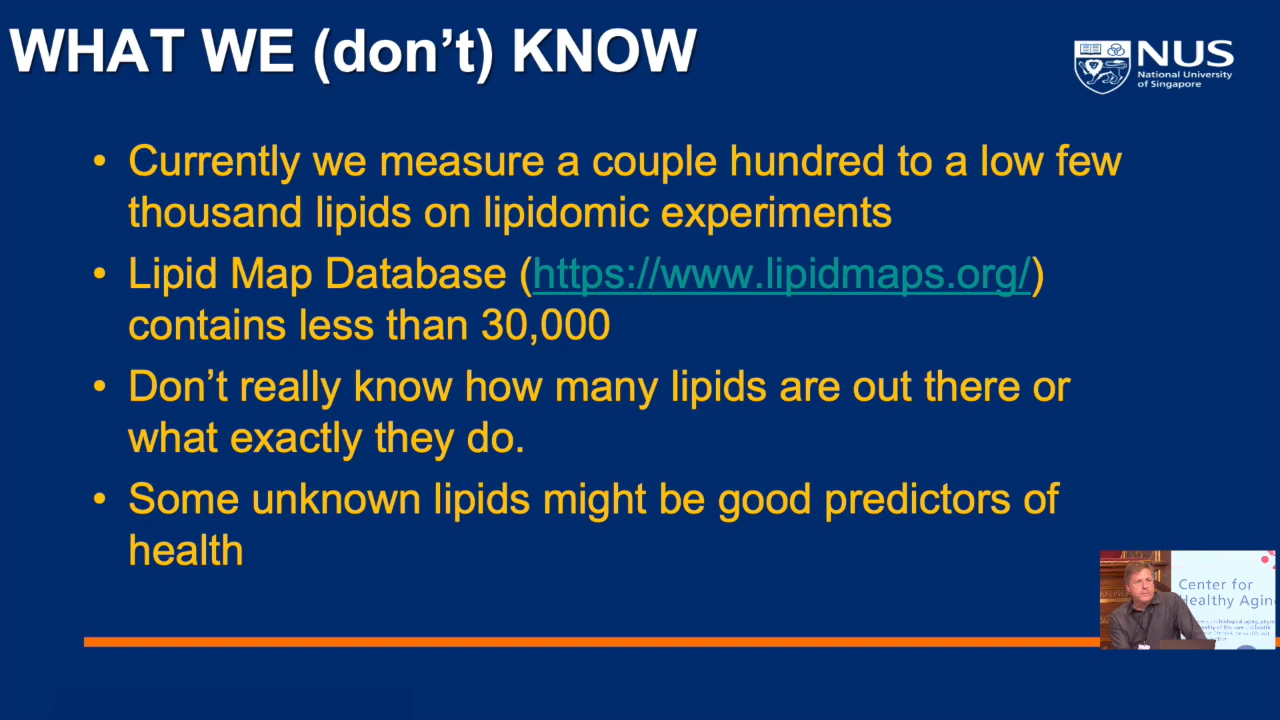 WHAT WE (don't) KNOW
NUS
National University
of Singapore
• Currently we measure a couple hundred to a low few
thousand lipids on lipidomic experiments
• Lipid Map Database (https://www.lipidmaps.org/)
contains less than 30,000
• Don't really know how many lipids are out there or
what exactly they do.
• Some unknown lipids might be good predictors of
health
Center for
Healthy Aging